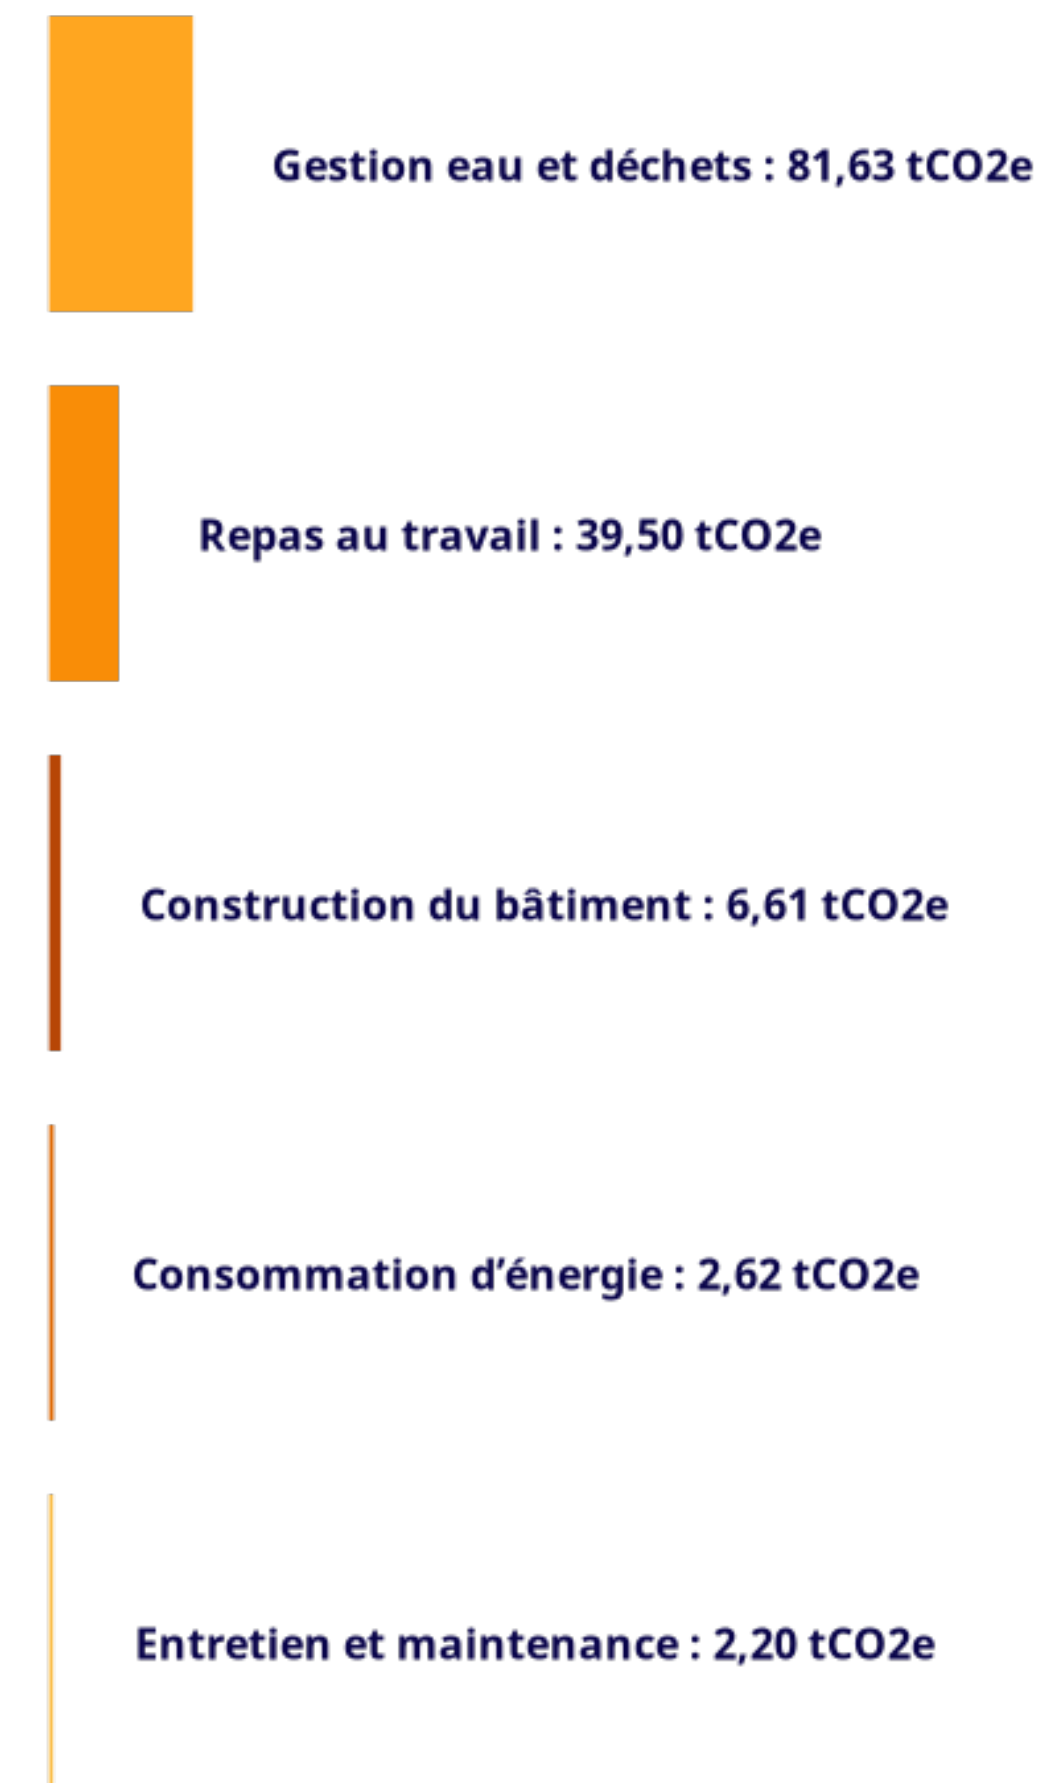 Gestion eau et déchets : 81,63 tCO2e
Repas au travail : 39,50 tCO2e
Construction du bâtiment : 6,61 tCO2e
Consommation d’énergie : 2,62 tCO2e
Entretien et maintenance : 2,20 tCO2e